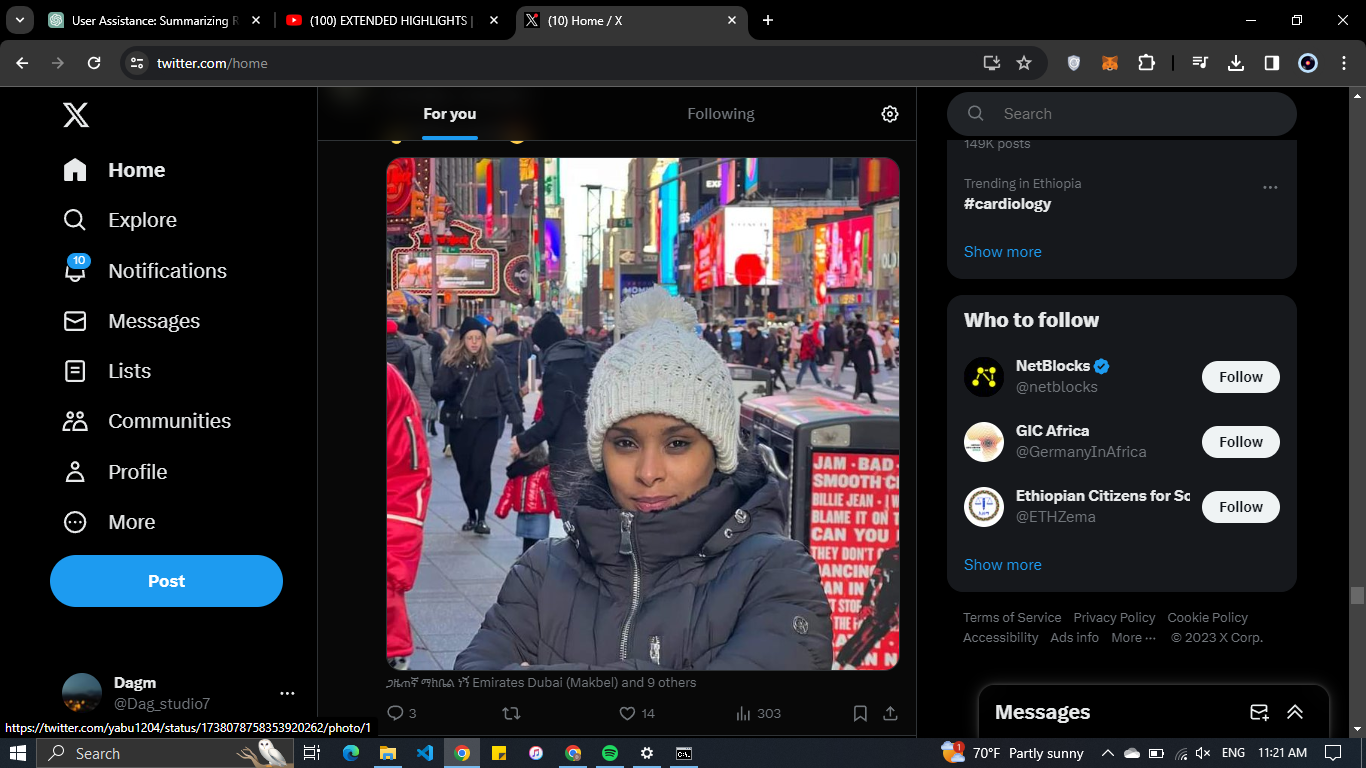 User Assistance: Summarizing R
(100) EXTENDED HIGHLIGHTS |
(10) Home / X
twitter.com/home
For you
Following
Search
149K posts
Home
Trending in Ethiopia
#cardiology
Explore
Show more
10
Notifications
Messages
Who to follow
Lists
NetBlocks
@netblocks
Follow
Communities
GIC Africa
@GermanyInAfrica
Follow
Profile
Ethiopian Citizens for Sc
@ETHZema
Follow
More
Show more
Post
JAM · BAD
SMOOTH C
BILLIE JEAN · I W
BLAME IT ON T
CAN YOU
THEY DON'T
DANCING
MAN IN
Terms of Service Privacy Policy Cookie Policy
Accessibility Ads info More ··· © 2023 X Corp.
Dagm
@Dag_studio7
ጋዜጠኛ ማክቤል ነኝ Emirates Dubai (Makbel) and 9 others
3
14
303
Messages
https://twitter.com/yabu1204/status/1738078758353920262/photo/1
Search
1
70°F Partly sunny
ENG
11:21 AM